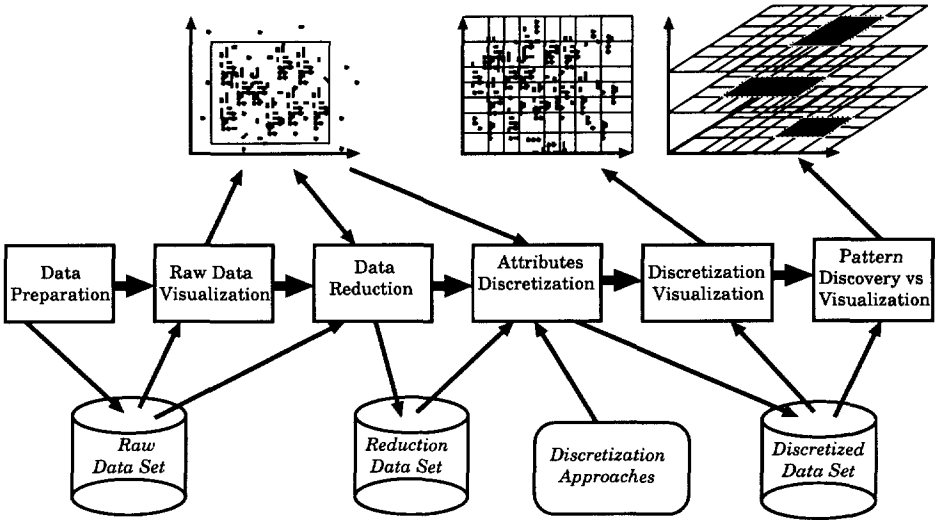 Data
Preparation
Raw Data
Visualization
Data
Reduction
Attributes
Discretization
Discretization
Visualization
Pattern
Discovery vs
Visualization
Raw
Data Set
Reduction
Data Set
Discretization
Approaches
Discretized
Data Set